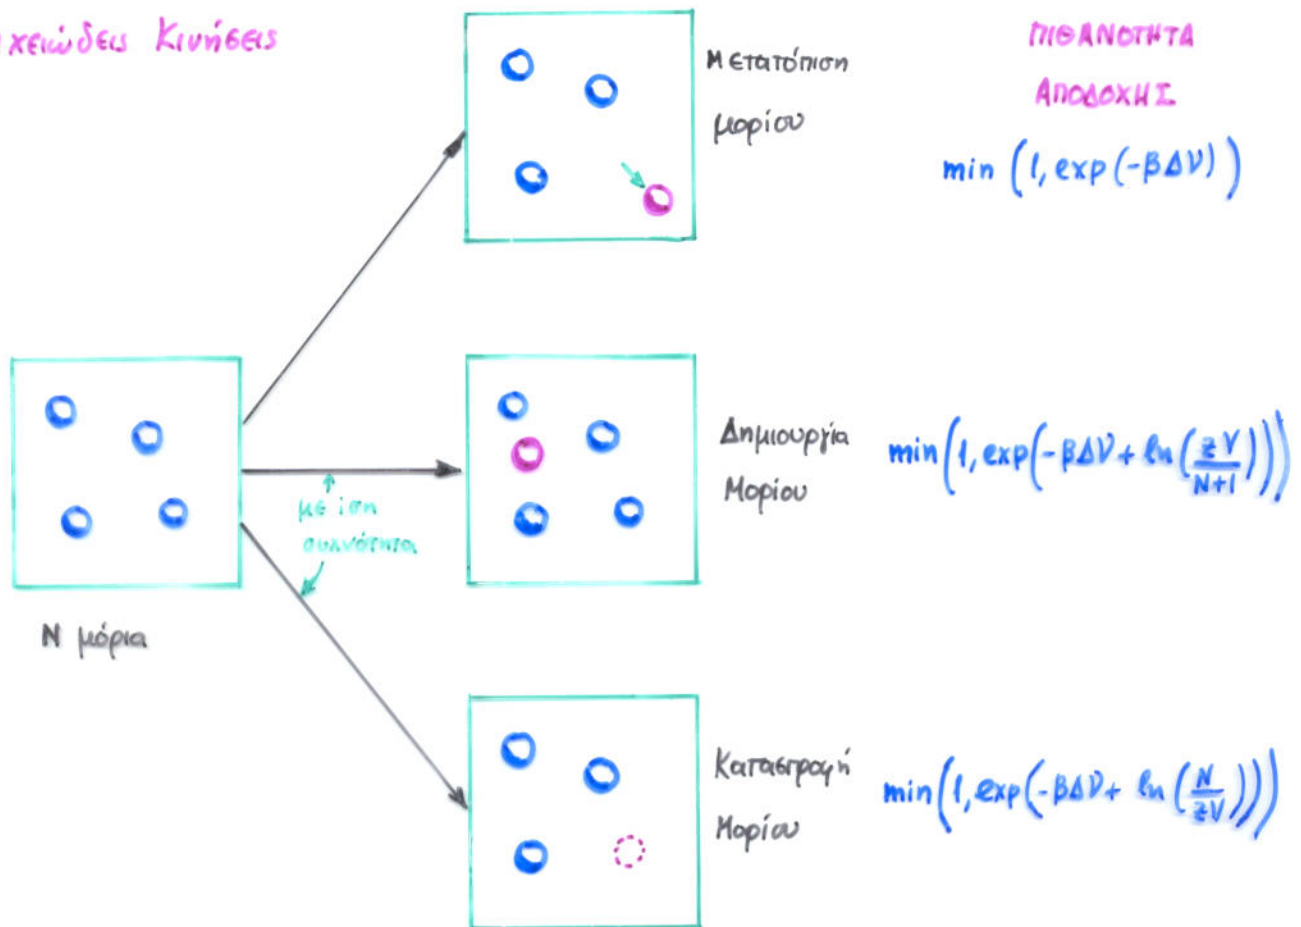 χειώδεις Κινήσεις
ΠΙΘΑΝΟΤΗΤΑ
ΑΠΟΔΟΧΗΣ
Μετατόπιση
μορίου
min (1, exp (-βΔV))
Δημιουργία
Μορίου
min(1, exp(-βΔV + ln(zV/N+1)))
με ίση
συχνότητα
N μόρια
Καταστροφή
Μορίου
min(1, exp(-βΔV + ln(N/zV)))